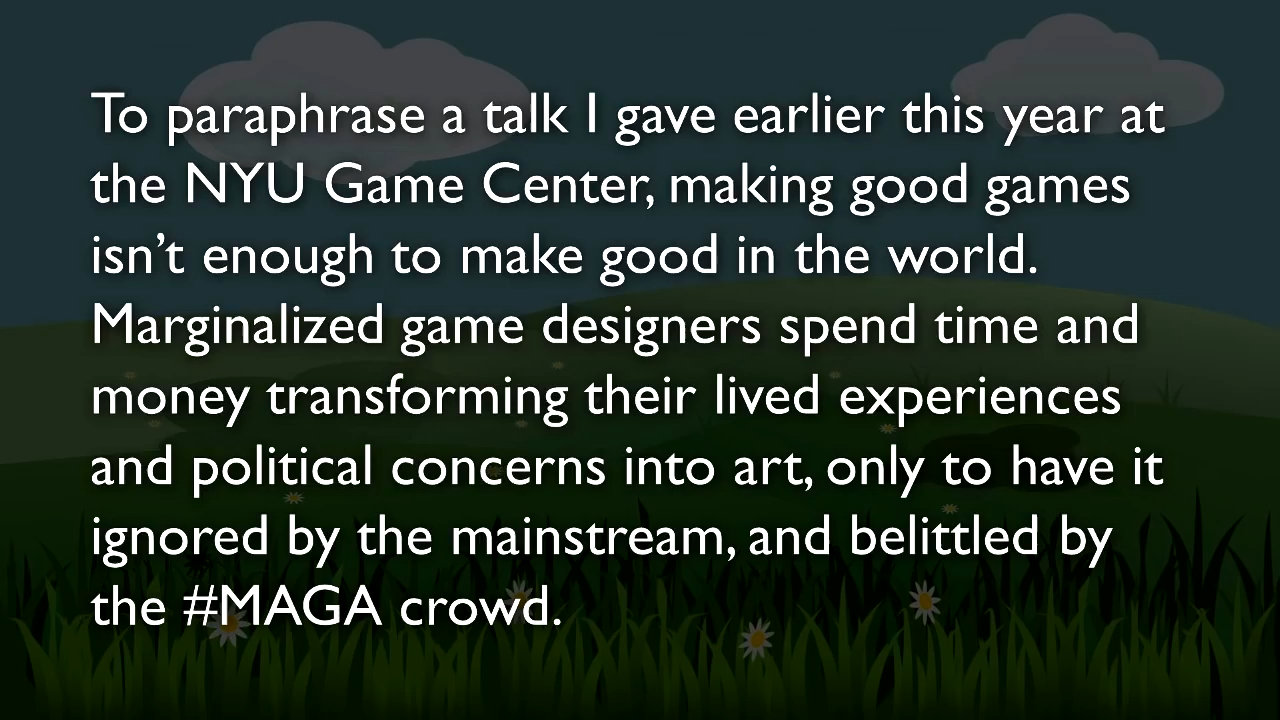 To paraphrase a talk I gave earlier this year at
the NYU Game Center, making good games
isn’t enough to make good in the world.
Marginalized game designers spend time and
money transforming their lived experiences
and political concerns into art, only to have it
ignored by the mainstream, and belittled by
the #MAGA crowd.